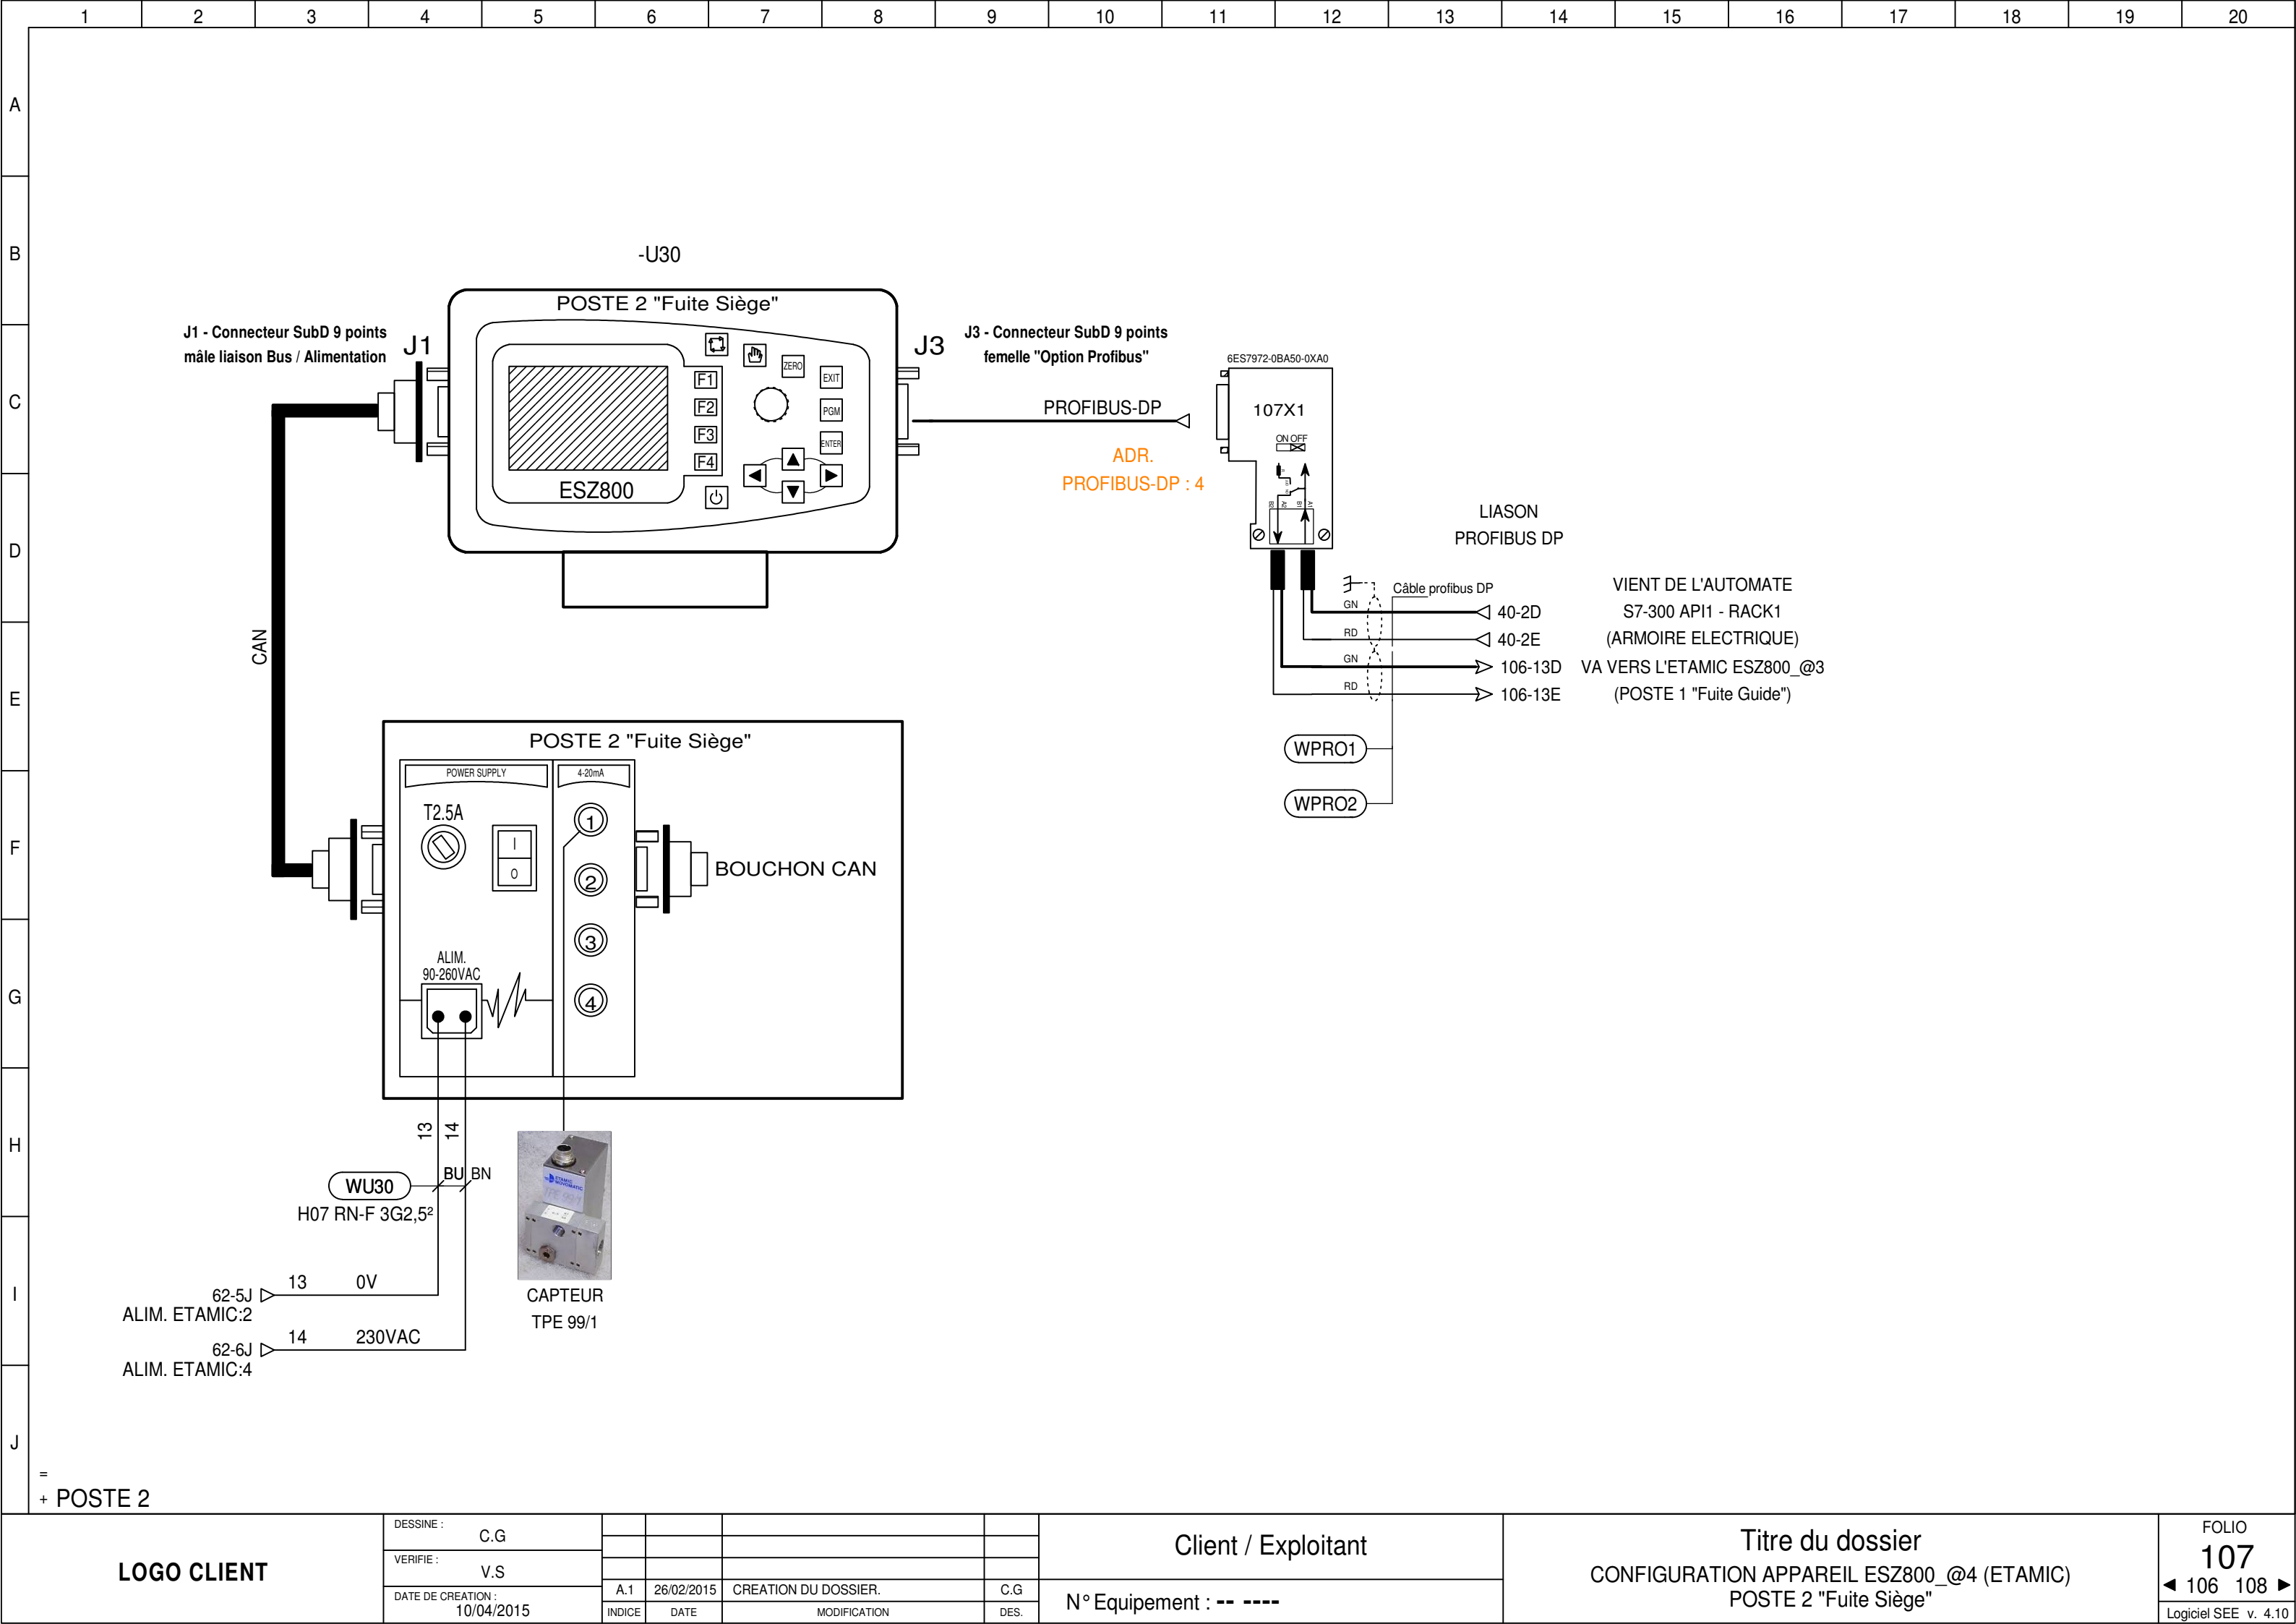 1 2 3 4 5 6 7 8 9 10 11 12 13 14 15 16 17 18 19 20
A
B
C
D
E
F
G
H
I
J
-U30
POSTE 2 "Fuite Siège"
J1 - Connecteur SubD 9 points
mâle liaison Bus / Alimentation
J1
J3
J3 - Connecteur SubD 9 points
femelle "Option Profibus"
ZERO
EXIT
PGM
ENTER
F1
F2
F3
F4
ESZ800
PROFIBUS-DP
ADR.
PROFIBUS-DP : 4
6ES7972-0BA50-0XA0
107X1
ON OFF
B2 A2 B1 A1
LIASON
PROFIBUS DP
Câble profibus DP
GN 40-2D
RD 40-2E
GN 106-13D
RD 106-13E
VIENT DE L'AUTOMATE
S7-300 API1 - RACK1
(ARMOIRE ELECTRIQUE)
VA VERS L'ETAMIC ESZ800_@3
(POSTE 1 "Fuite Guide")
WPRO1
WPRO2
CAN
POSTE 2 "Fuite Siège"
POWER SUPPLY
4-20mA
T2.5A
I
O
1
2
3
4
BOUCHON CAN
ALIM.
90-260VAC
13
14
BU BN
WU30
H07 RN-F 3G2,5²
ETAMIC
MOVOMATIC
CAPTEUR
TPE 99/1
62-5J 13 0V
ALIM. ETAMIC:2
62-6J 14 230VAC
ALIM. ETAMIC:4
=
+ POSTE 2
LOGO CLIENT
DESSINE :
C.G
VERIFIE :
V.S
DATE DE CREATION :
10/04/2015
A.1 26/02/2015 CREATION DU DOSSIER. C.G
INDICE DATE MODIFICATION DES.
Client / Exploitant
N° Equipement : -- ----
Titre du dossier
CONFIGURATION APPAREIL ESZ800_@4 (ETAMIC)
POSTE 2 "Fuite Siège"
FOLIO
107
106 108
Logiciel SEE v. 4.10